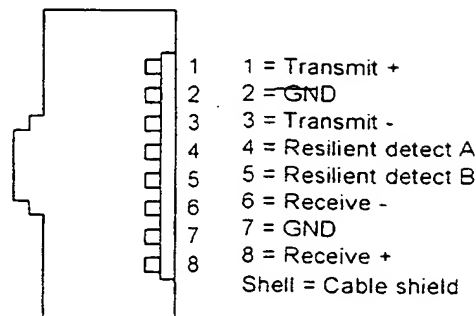 1 1 = Transmit +
2 2 = GND
3 3 = Transmit -
4 4 = Resilient detect A
5 5 = Resilient detect B
6 6 = Receive -
7 7 = GND
8 8 = Receive +
Shell = Cable shield